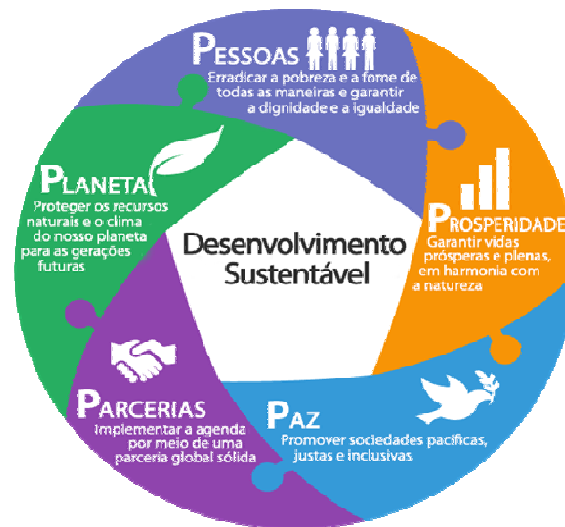 PESSOAS
Erradicar a pobreza e a fome de
todas as maneiras e garantir
a dignidade e a igualdade
PROSPERIDADE
Garantir vidas
prósperas e plenas,
em harmonia com
a natureza
PAZ
Promover sociedades pacíficas,
justas e inclusivas
PARCERIAS
Implementar a agenda
por meio de uma
parceria global sólida
PLANETA
Proteger os recursos
naturais e o clima
do nosso planeta
para as gerações
futuras
Desenvolvimento
Sustentável